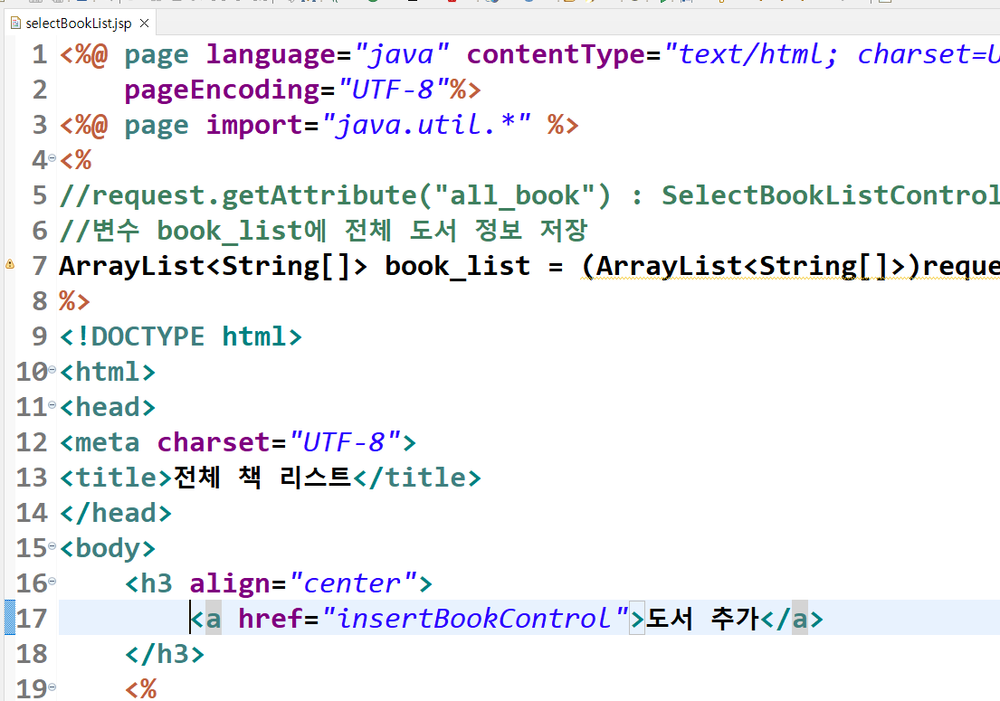 selectBookList.jsp
1 <%@ page language="java" contentType="text/html; charset=U
2 pageEncoding="UTF-8"%>
3 <%@ page import="java.util.*" %>
4 <%
5 //request.getAttribute("all_book") : SelectBookListControl
6 //변수 book_list에 전체 도서 정보 저장
7 ArrayList<String[]> book_list = (ArrayList<String[]>)reque
8 %>
9 <!DOCTYPE html>
10 <html>
11 <head>
12 <meta charset="UTF-8">
13 <title>전체 책 리스트</title>
14 </head>
15 <body>
16 <h3 align="center">
17 <a href="insertBookControl">도서 추가</a>
18 </h3>
19 <%